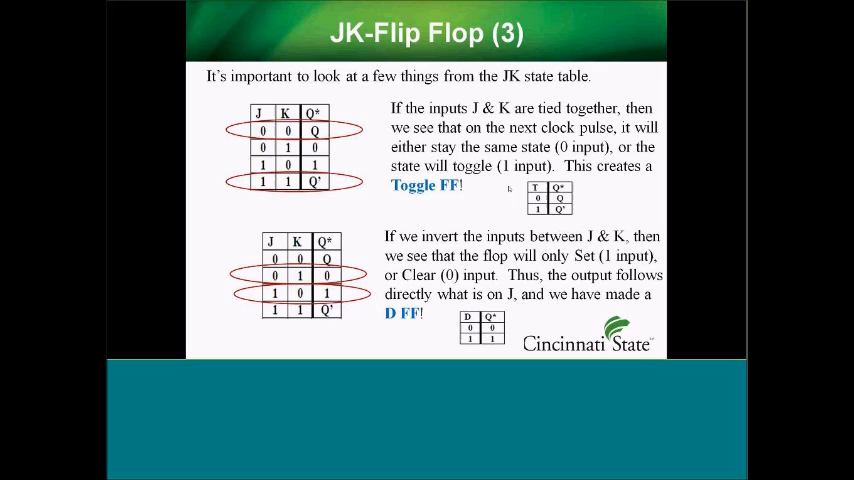 JK-Flip Flop (3)
It's important to look at a few things from the JK state table.
J K Q*
0 0 Q
0 1 0
1 0 1
1 1 Q'
If the inputs J & K are tied together, then
we see that on the next clock pulse, it will
either stay the same state (0 input), or the
state will toggle (1 input). This creates a
Toggle FF!
T Q*
0 Q
1 Q'
J K Q*
0 0 Q
0 1 0
1 0 1
1 1 Q'
If we invert the inputs between J & K, then
we see that the flop will only Set (1 input),
or Clear (0) input. Thus, the output follows
directly what is on J, and we have made a
D FF!
D Q*
0 0
1 1
Cincinnati State